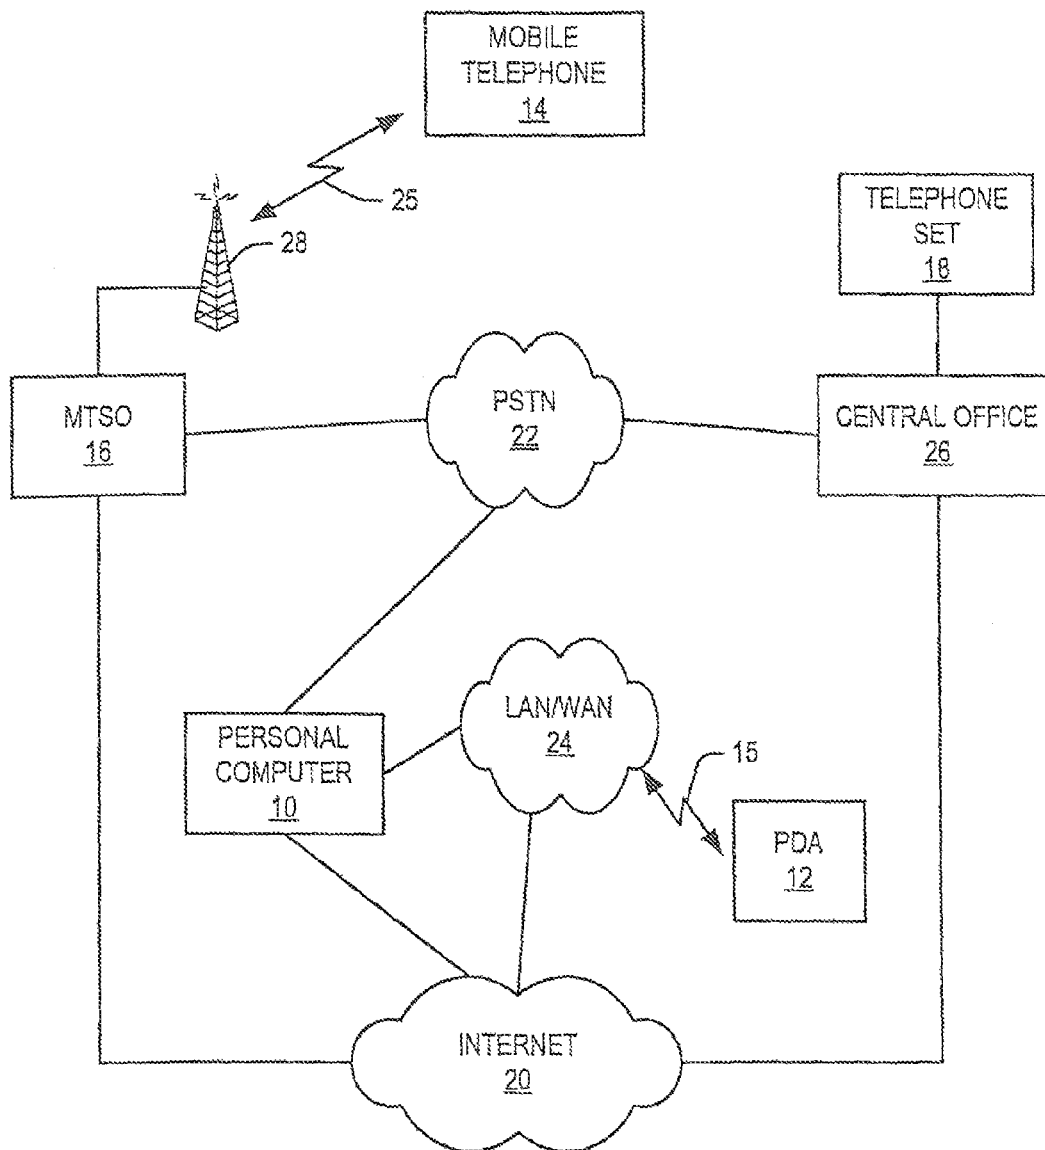 MOBILE
TELEPHONE
14
25
28
TELEPHONE
SET
18
MTSO
16
PSTN
22
CENTRAL OFFICE
26
LAN/WAN
24
PERSONAL
COMPUTER
10
15
PDA
12
INTERNET
20